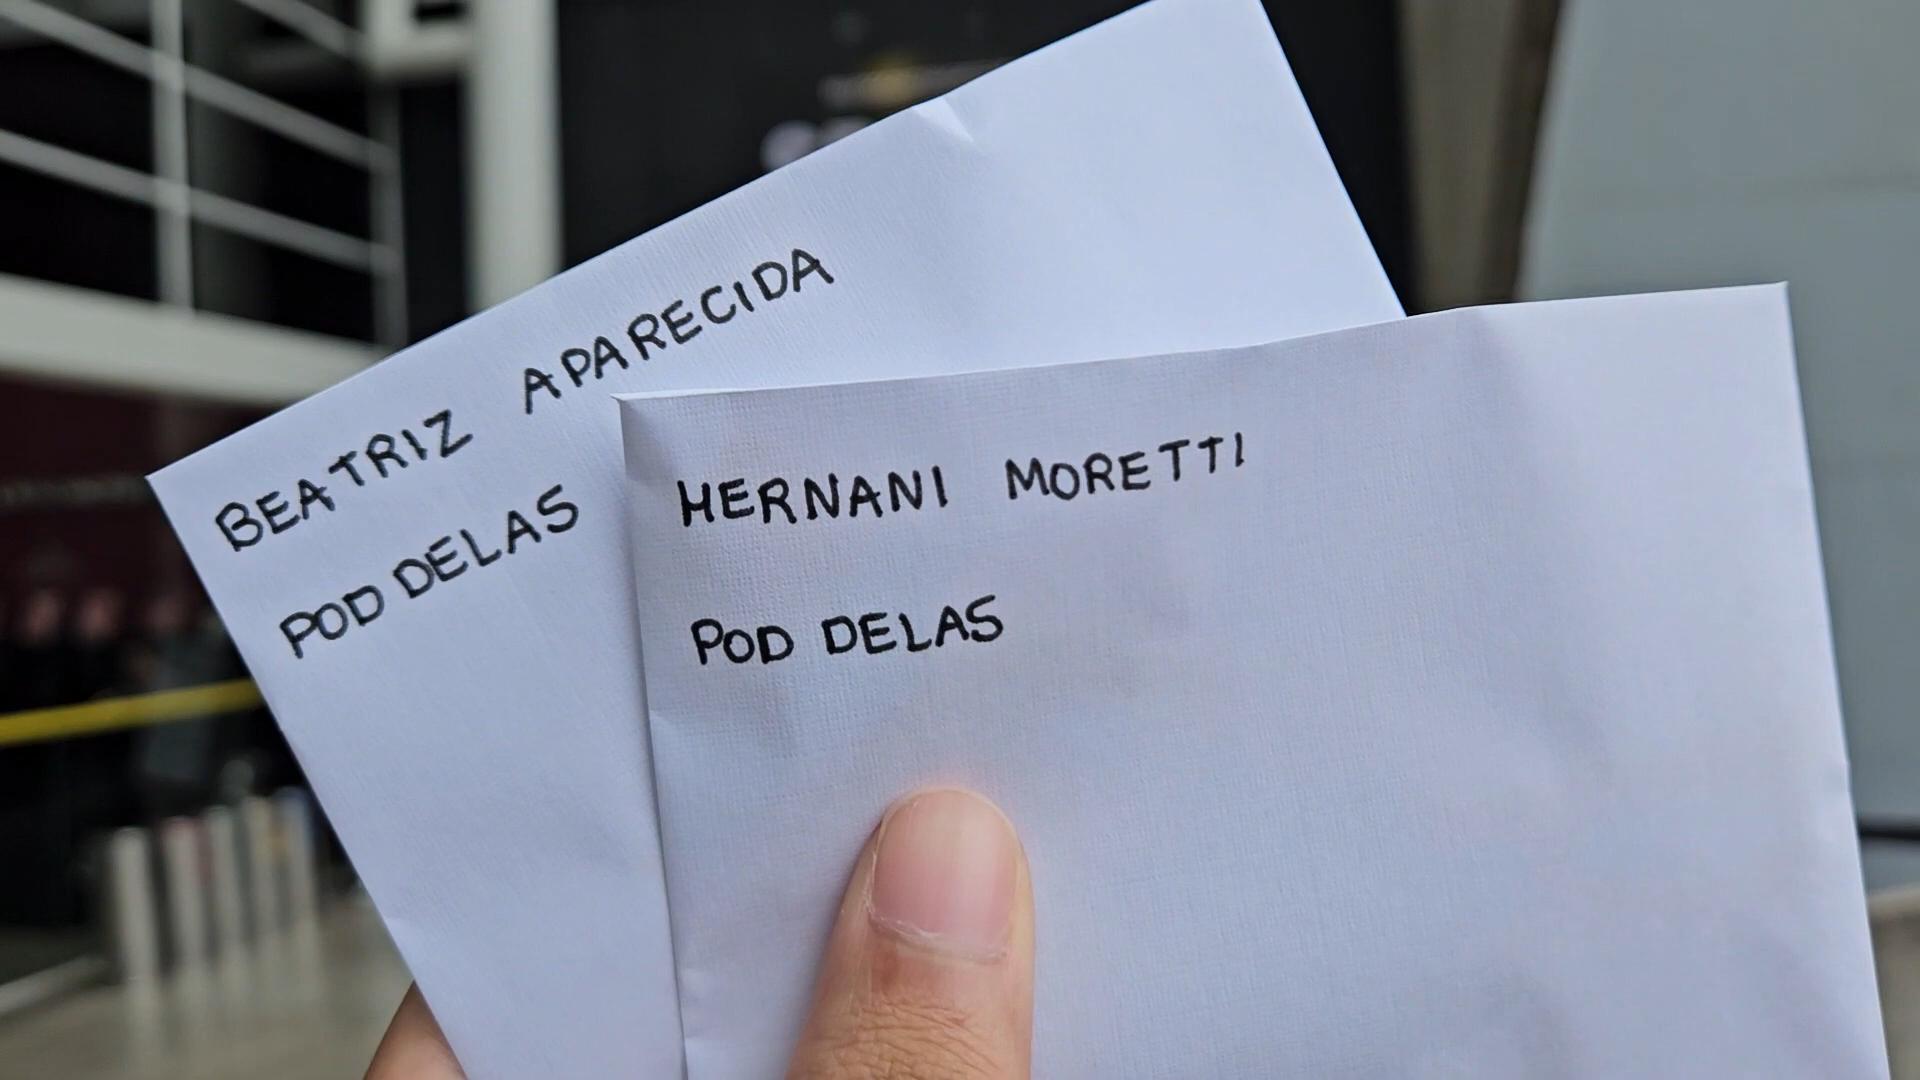 BEATRIZ APARECIDA
POD DELAS
HERNANI MORETTI
POD DELAS